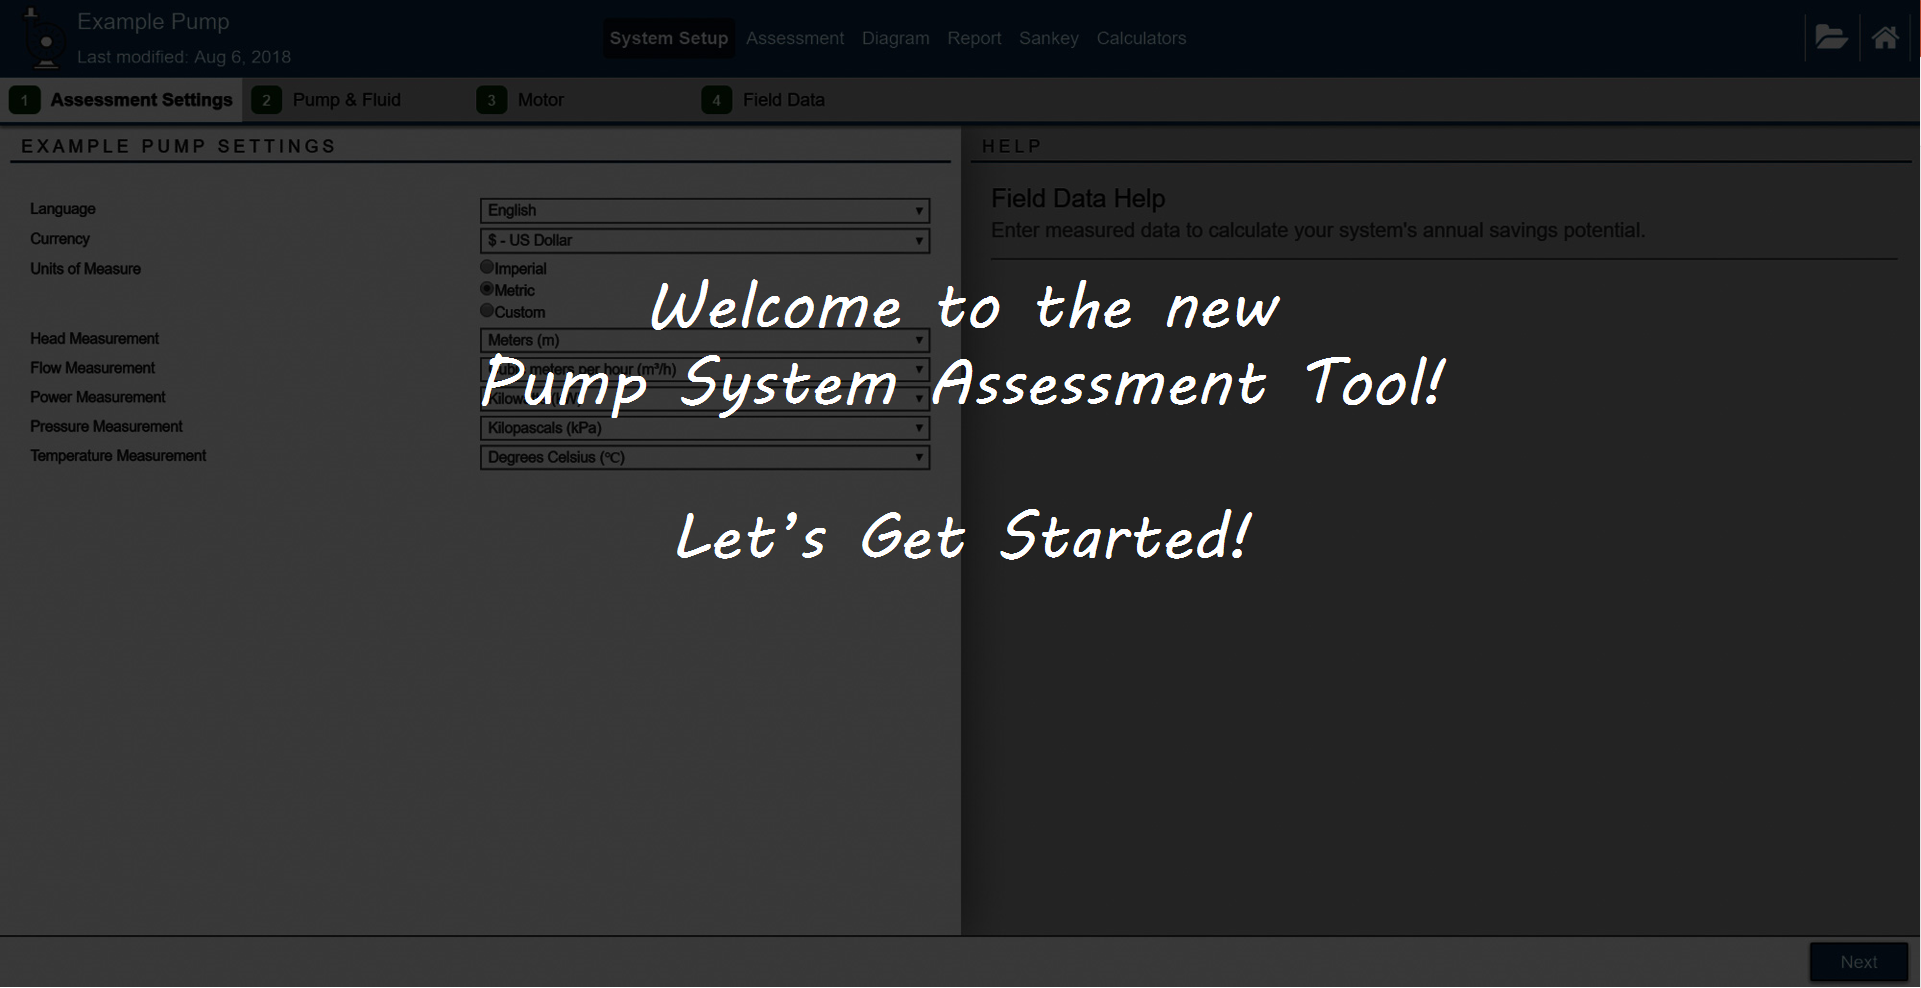 Example Pump
Last modified: Aug 6, 2018
System Setup Assessment Diagram Report Sankey Calculators
1 Assessment Settings 2 Pump & Fluid 3 Motor 4 Field Data
EXAMPLE PUMP SETTINGS
Language English
Currency $ - US Dollar
Units of Measure Imperial
Metric
Custom
Head Measurement Meters (m)
Flow Measurement meters per hour (m³/h)
Power Measurement
Pressure Measurement Kilopascals (kPa)
Temperature Measurement Degrees Celsius (°C)
HELP
Field Data Help
Enter measured data to calculate your system's annual savings potential.
Welcome to the new
Pump System Assessment Tool!
Let's Get Started!
Next